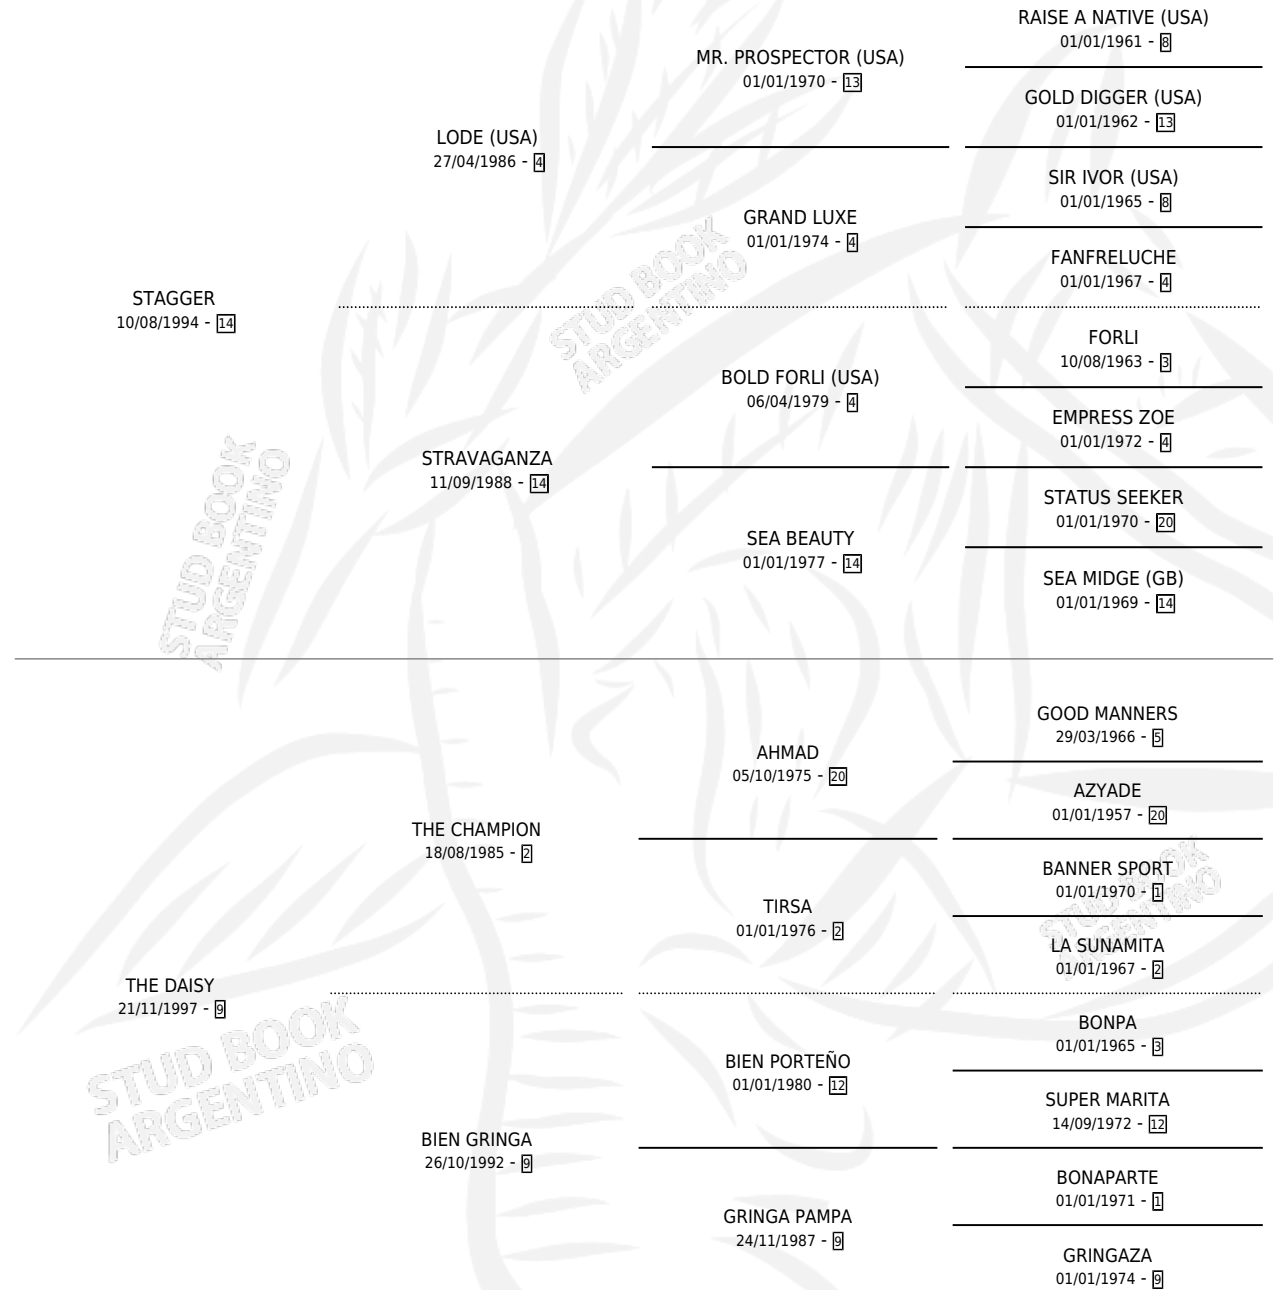 RAISE A NATIVE (USA)
01/01/1961 - 8
MR. PROSPECTOR (USA)
01/01/1970 - 13
GOLD DIGGER (USA)
01/01/1962 - 13
LODE (USA)
27/04/1986 - 4
SIR IVOR (USA)
01/01/1965 - 8
GRAND LUXE
01/01/1974 - 4
FANFRELUCHE
01/01/1967 - 4
STAGGER
10/08/1994 - 14
FORLI
10/08/1963 - 3
BOLD FORLI (USA)
06/04/1979 - 4
EMPRESS ZOE
01/01/1972 - 4
STRAVAGANZA
11/09/1988 - 14
STATUS SEEKER
01/01/1970 - 20
SEA BEAUTY
01/01/1977 - 14
SEA MIDGE (GB)
01/01/1969 - 14
GOOD MANNERS
29/03/1966 - 5
AHMAD
05/10/1975 - 20
AZYADE
01/01/1957 - 20
THE CHAMPION
18/08/1985 - 2
BANNER SPORT
01/01/1970 - 1
TIRSA
01/01/1976 - 2
LA SUNAMITA
01/01/1967 - 2
THE DAISY
21/11/1997 - 9
BONPA
01/01/1965 - 3
BIEN PORTEÑO
01/01/1980 - 12
SUPER MARITA
14/09/1972 - 12
BIEN GRINGA
26/10/1992 - 9
BONAPARTE
01/01/1971 - 1
GRINGA PAMPA
24/11/1987 - 9
GRINGAZA
01/01/1974 - 9
STUD BOOK
ARGENTINO
STUD BOOK
ARGENTINO
STUD BOOK
ARGENTINO
STUD BOOK
ARGENTINO